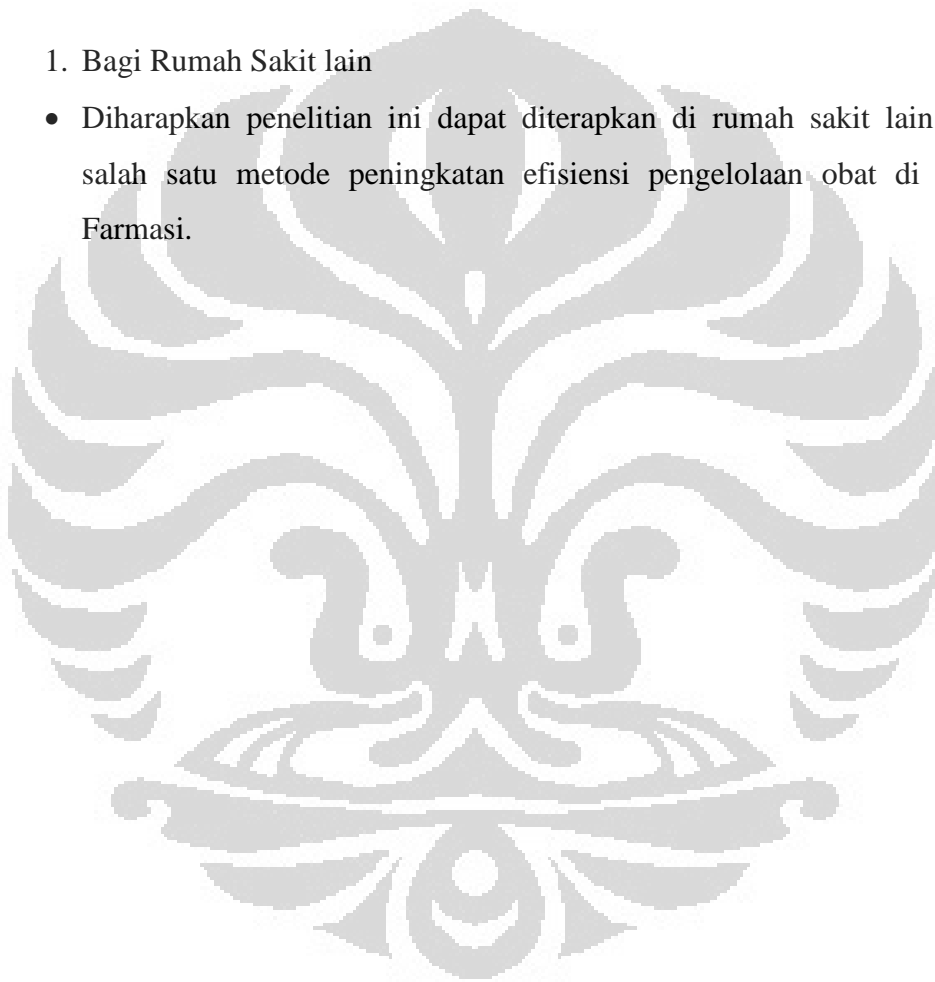 1. Bagi Rumah Sakit lain
• Diharapkan penelitian ini dapat diterapkan di rumah sakit lain
salah satu metode peningkatan efisiensi pengelolaan obat di
Farmasi.